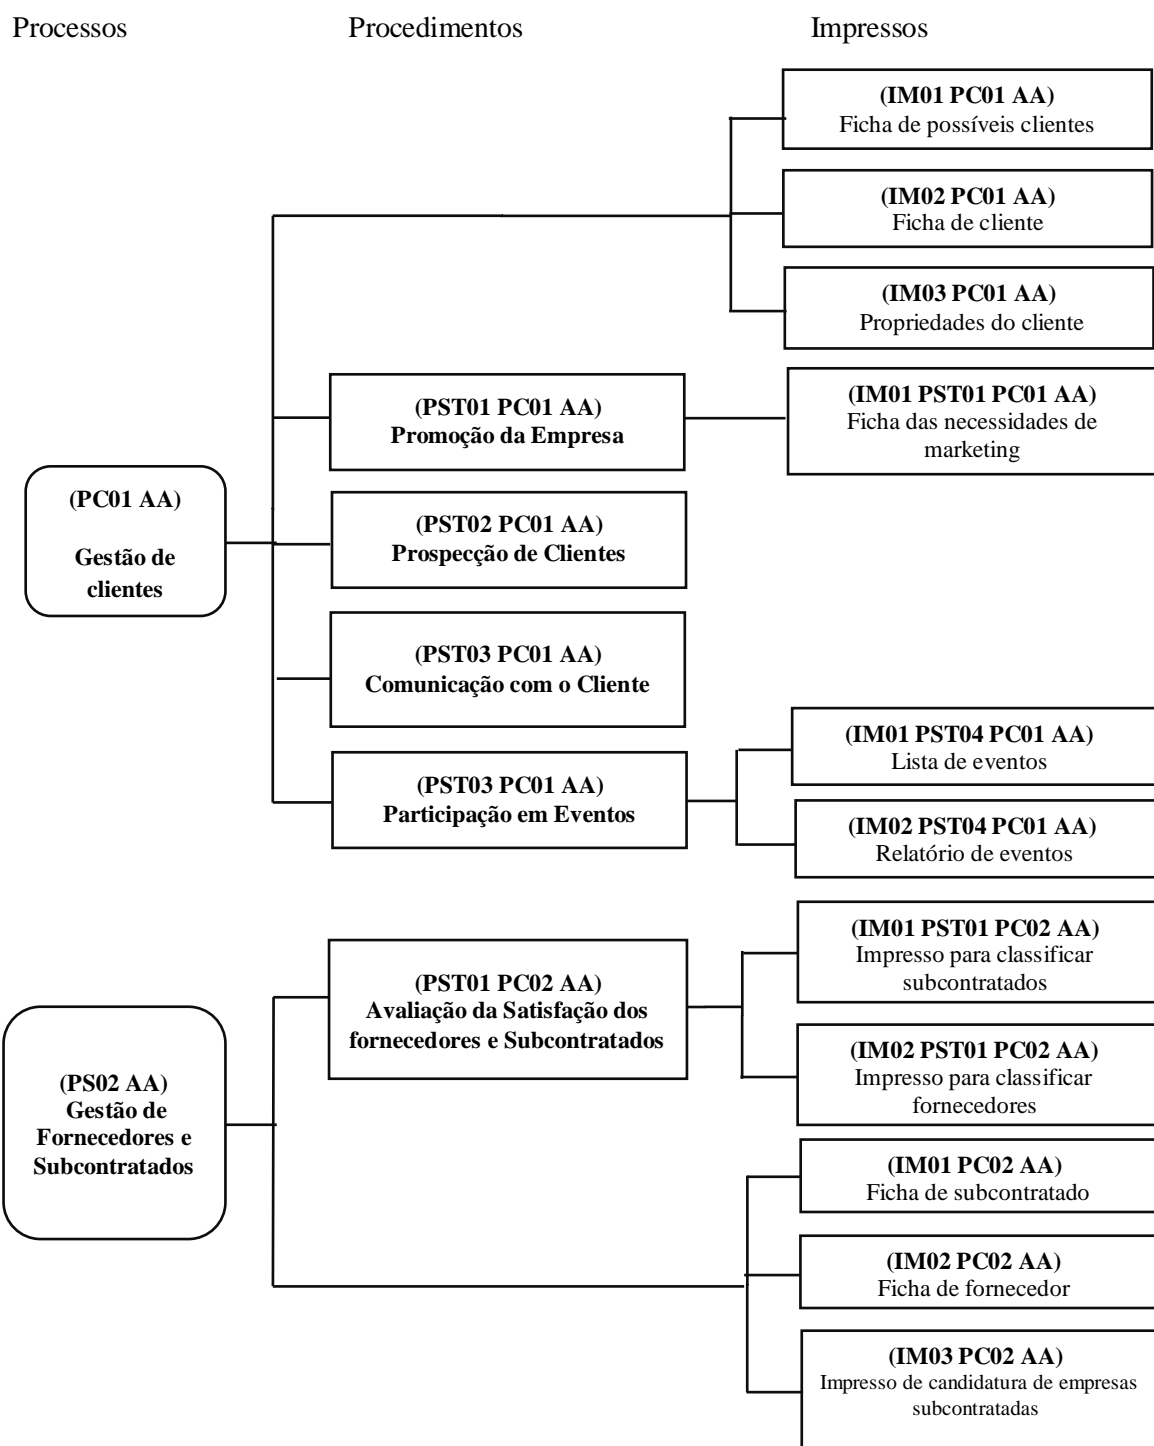 Processos
Procedimentos
Impressos
(IM01 PC01 AA)
Ficha de possíveis clientes
(IM02 PC01 AA)
Ficha de cliente
(IM03 PC01 AA)
Propriedades do cliente
(PST01 PC01 AA)
Promoção da Empresa
(IM01 PST01 PC01 AA)
Ficha das necessidades de
marketing
(PC01 AA)
Gestão de
clientes
(PST02 PC01 AA)
Prospecção de Clientes
(PST03 PC01 AA)
Comunicação com o Cliente
(PST03 PC01 AA)
Participação em Eventos
(IM01 PST04 PC01 AA)
Lista de eventos
(IM02 PST04 PC01 AA)
Relatório de eventos
(PS02 AA)
Gestão de
Fornecedores e
Subcontratados
(PST01 PC02 AA)
Avaliação da Satisfação dos
fornecedores e Subcontratados
(IM01 PST01 PC02 AA)
Impresso para classificar
subcontratados
(IM02 PST01 PC02 AA)
Impresso para classificar
fornecedores
(IM01 PC02 AA)
Ficha de subcontratado
(IM02 PC02 AA)
Ficha de fornecedor
(IM03 PC02 AA)
Impresso de candidatura de empresas
subcontratadas